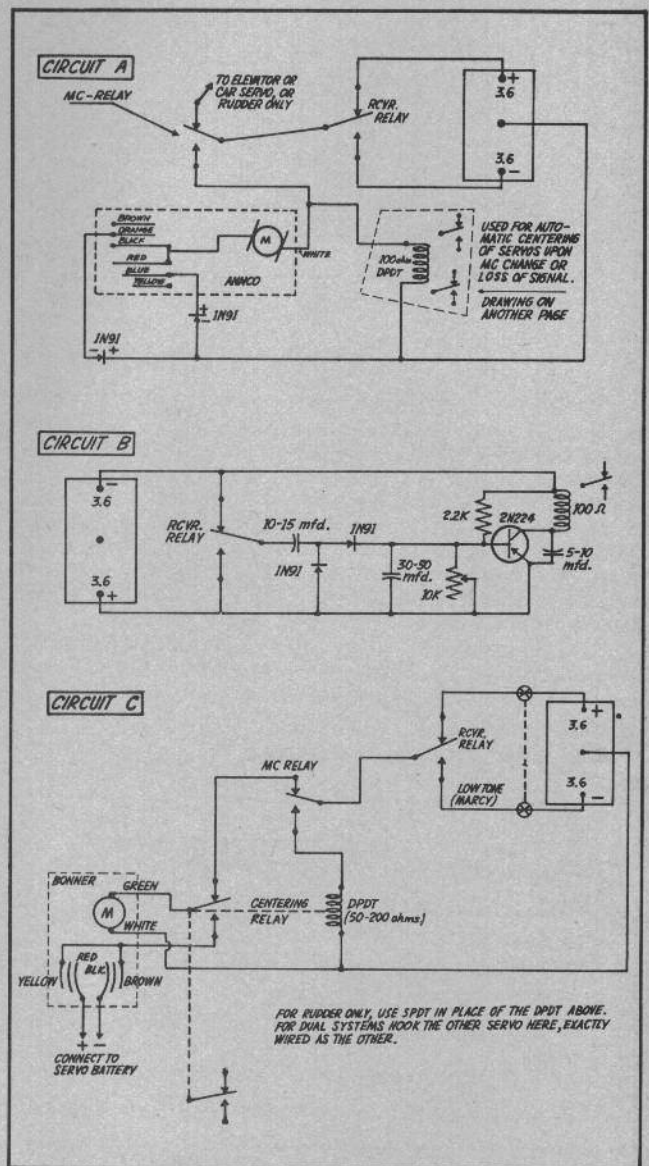 CIRCUIT A
TO ELEVATOR OR
CAR SERVO, OR
RUDDER ONLY
MC-RELAY
RCVR.
RELAY
+
3.6
3.6
-
BROWN
ORANGE
BLACK
RED
BLUE
YELLOW
M
WHITE
ANNCO
100 ohm
DPDT
USED FOR AUTO-
MATIC CENTERING
OF SERVOS UPON
MC CHANGE OR
LOSS OF SIGNAL.
DRAWING ON
ANOTHER PAGE
+
-
IN91
- +
IN91
CIRCUIT B
-
3.6
3.6
+
RCVR.
RELAY
10-15 mfd.
IN91
IN91
30-50
mfd.
10K
2.2K
2N224
100 Ω
5-10
mfd.
CIRCUIT C
+
3.6
3.6
-
RCVR.
RELAY
LOW TONE
(MARCY)
MC RELAY
BONNER
GREEN
M
WHITE
CENTERING
RELAY
DPDT
(50-200 ohms)
YELLOW
RED
BLK.
BROWN
+ -
CONNECT TO
SERVO BATTERY
FOR RUDDER ONLY, USE SPDT IN PLACE OF THE DPDT ABOVE.
FOR DUAL SYSTEMS HOOK THE OTHER SERVO HERE, EXACTLY
WIRED AS THE OTHER.